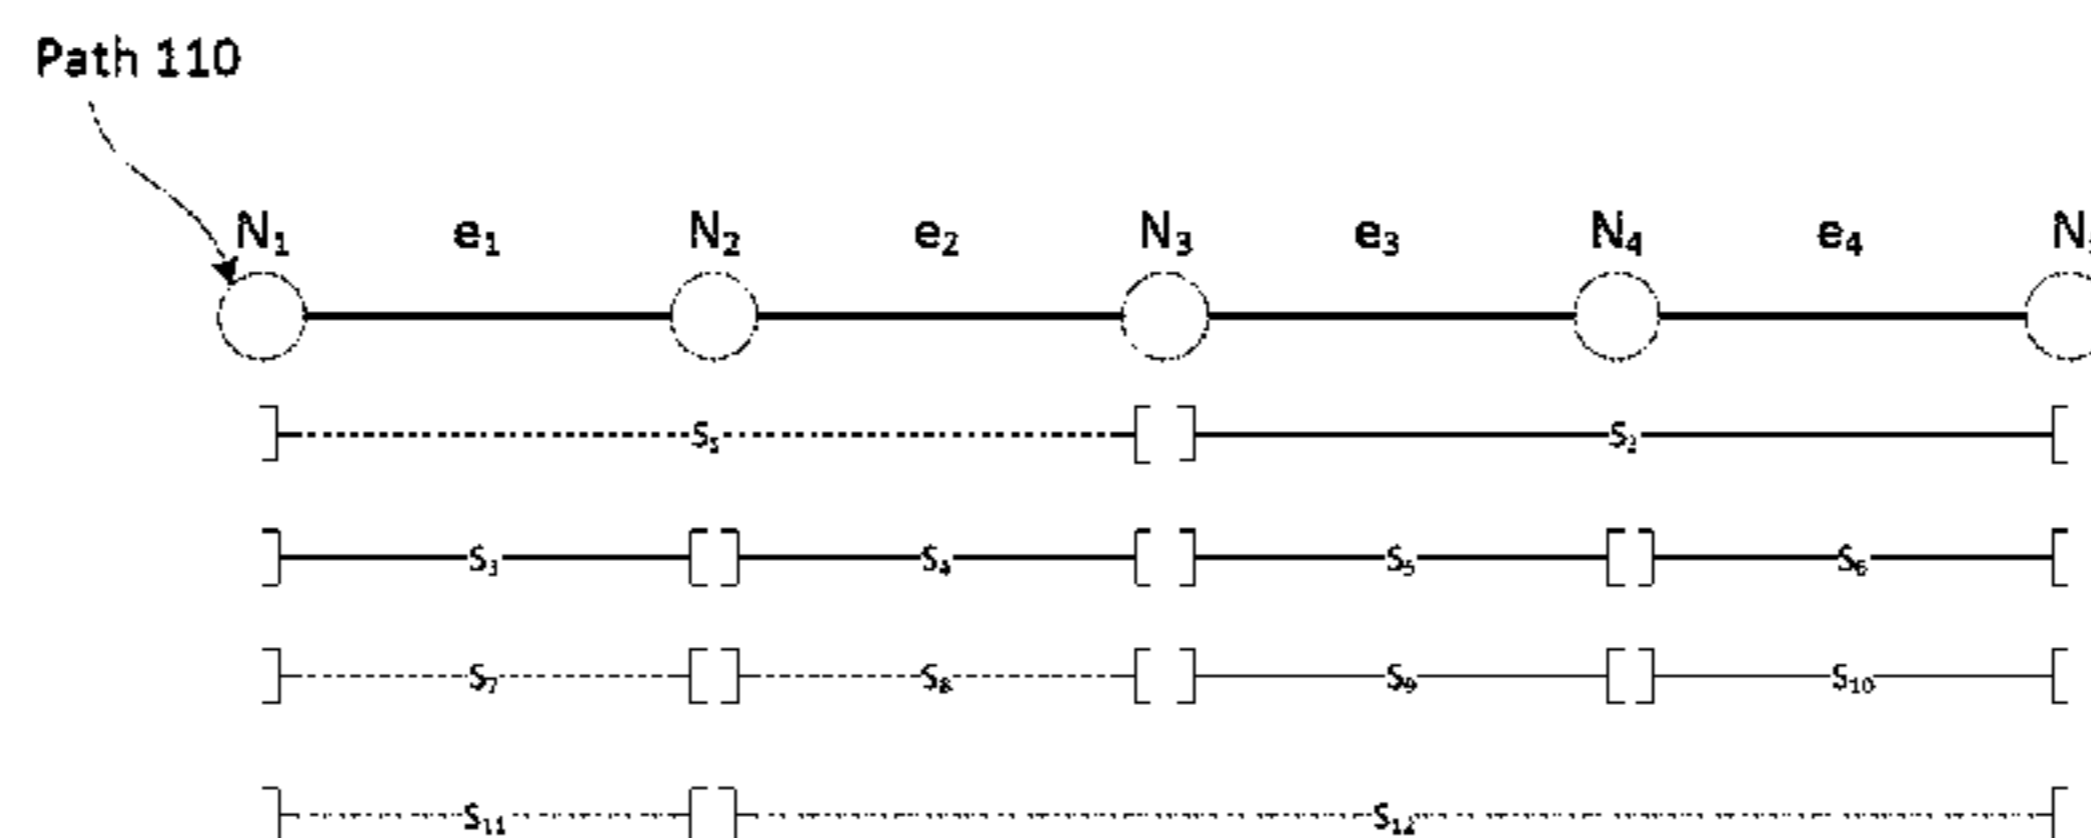 Path 110
N₁ e₁ N₂ e₂ N₃ e₃ N₄ e₄
S₂
S₃ S₄ S₅ S₆
S₇ S₈ S₉ S₁₀
S₁₁ S₁₂